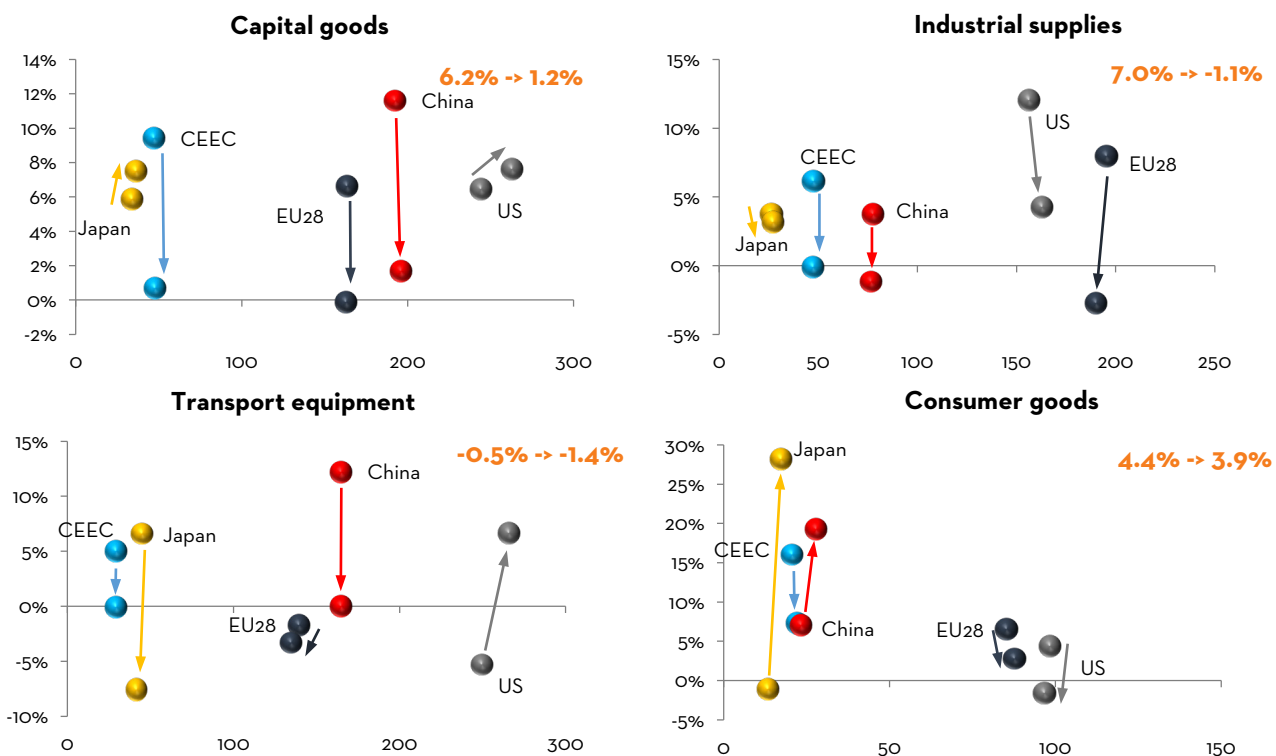 Capital goods
14%
12%
10%
8%
6%
4%
2%
0%
-2%
0
100
200
300
6.2% -> 1.2%
CEEC
Japan
EU28
China
US
Industrial supplies
15%
10%
5%
0%
-5%
0
50
100
150
200
250
7.0% -> -1.1%
US
EU28
CEEC
China
Japan
Transport equipment
15%
10%
5%
0%
-5%
-10%
0
100
200
300
-0.5% -> -1.4%
China
CEEC
Japan
EU28
US
Consumer goods
30%
25%
20%
15%
10%
5%
0%
-5%
0
50
100
150
4.4% -> 3.9%
Japan
CEEC
China
EU28
US